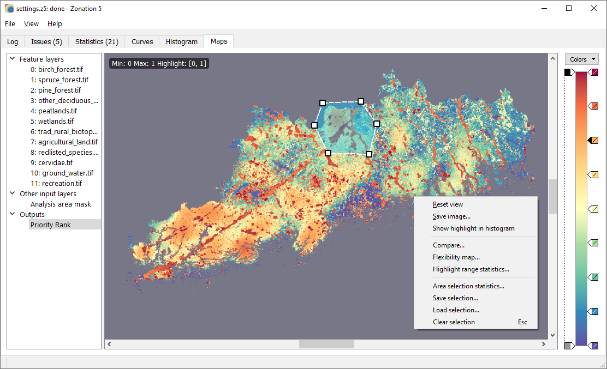 settings.z5: done - Zonation 5
File View Help
Log Issues (5) Statistics (21) Curves Histogram Maps
Feature layers
0: birch_forest.tif
1: spruce_forest.tif
2: pine_forest.tif
3: other_deciduous_...
4: peatlands.tif
5: wetlands.tif
6: trad_rural_biotop...
7: agricultural_land.tif
8: redlisted_species...
9: cervidae.tif
10: ground_water.tif
11: recreation.tif
Other input layers
Analysis area mask
Outputs
Priority Rank
Min: 0 Max: 1 Highlight: [0, 1]
Reset view
Save image...
Show highlight in histogram
Compare...
Flexibility map...
Highlight range statistics...
Area selection statistics...
Save selection...
Load selection...
Clear selection Esc
Colors